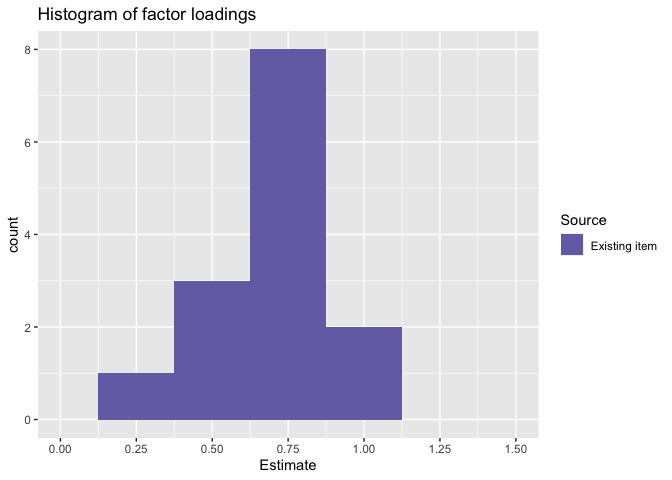 Histogram of factor loadings
8
6
4
2
0
count
0.00 0.25 0.50 0.75 1.00 1.25 1.50
Estimate
Source
Existing item